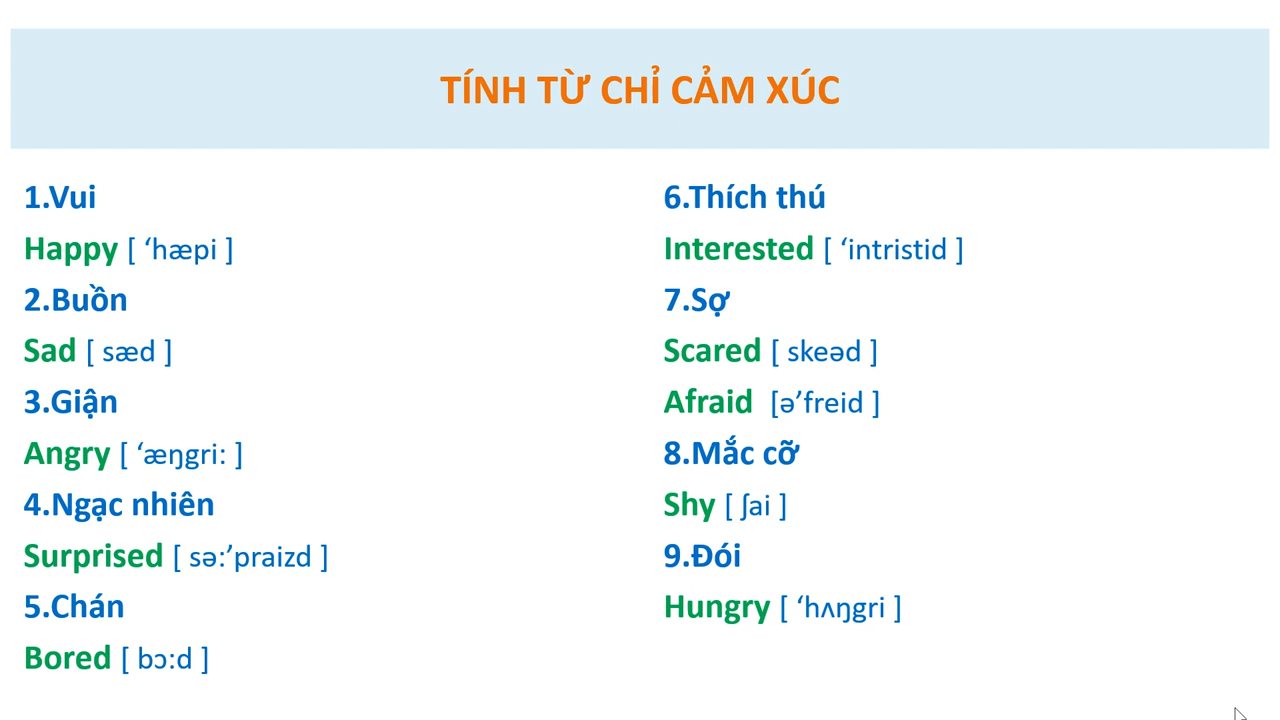 TÍNH TỪ CHỈ CẢM XÚC
1.Vui
Happy [ ‘hæpi ]
2.Buồn
Sad [ sæd ]
3.Giận
Angry [ ‘æŋgri: ]
4.Ngạc nhiên
Surprised [ sə:’praizd ]
5.Chán
Bored [ bɔ:d ]
6.Thích thú
Interested [ ‘intristid ]
7.Sợ
Scared [ skeəd ]
Afraid [ə’freid ]
8.Mắc cỡ
Shy [ ʃai ]
9.Đói
Hungry [ ‘hʌŋgri ]